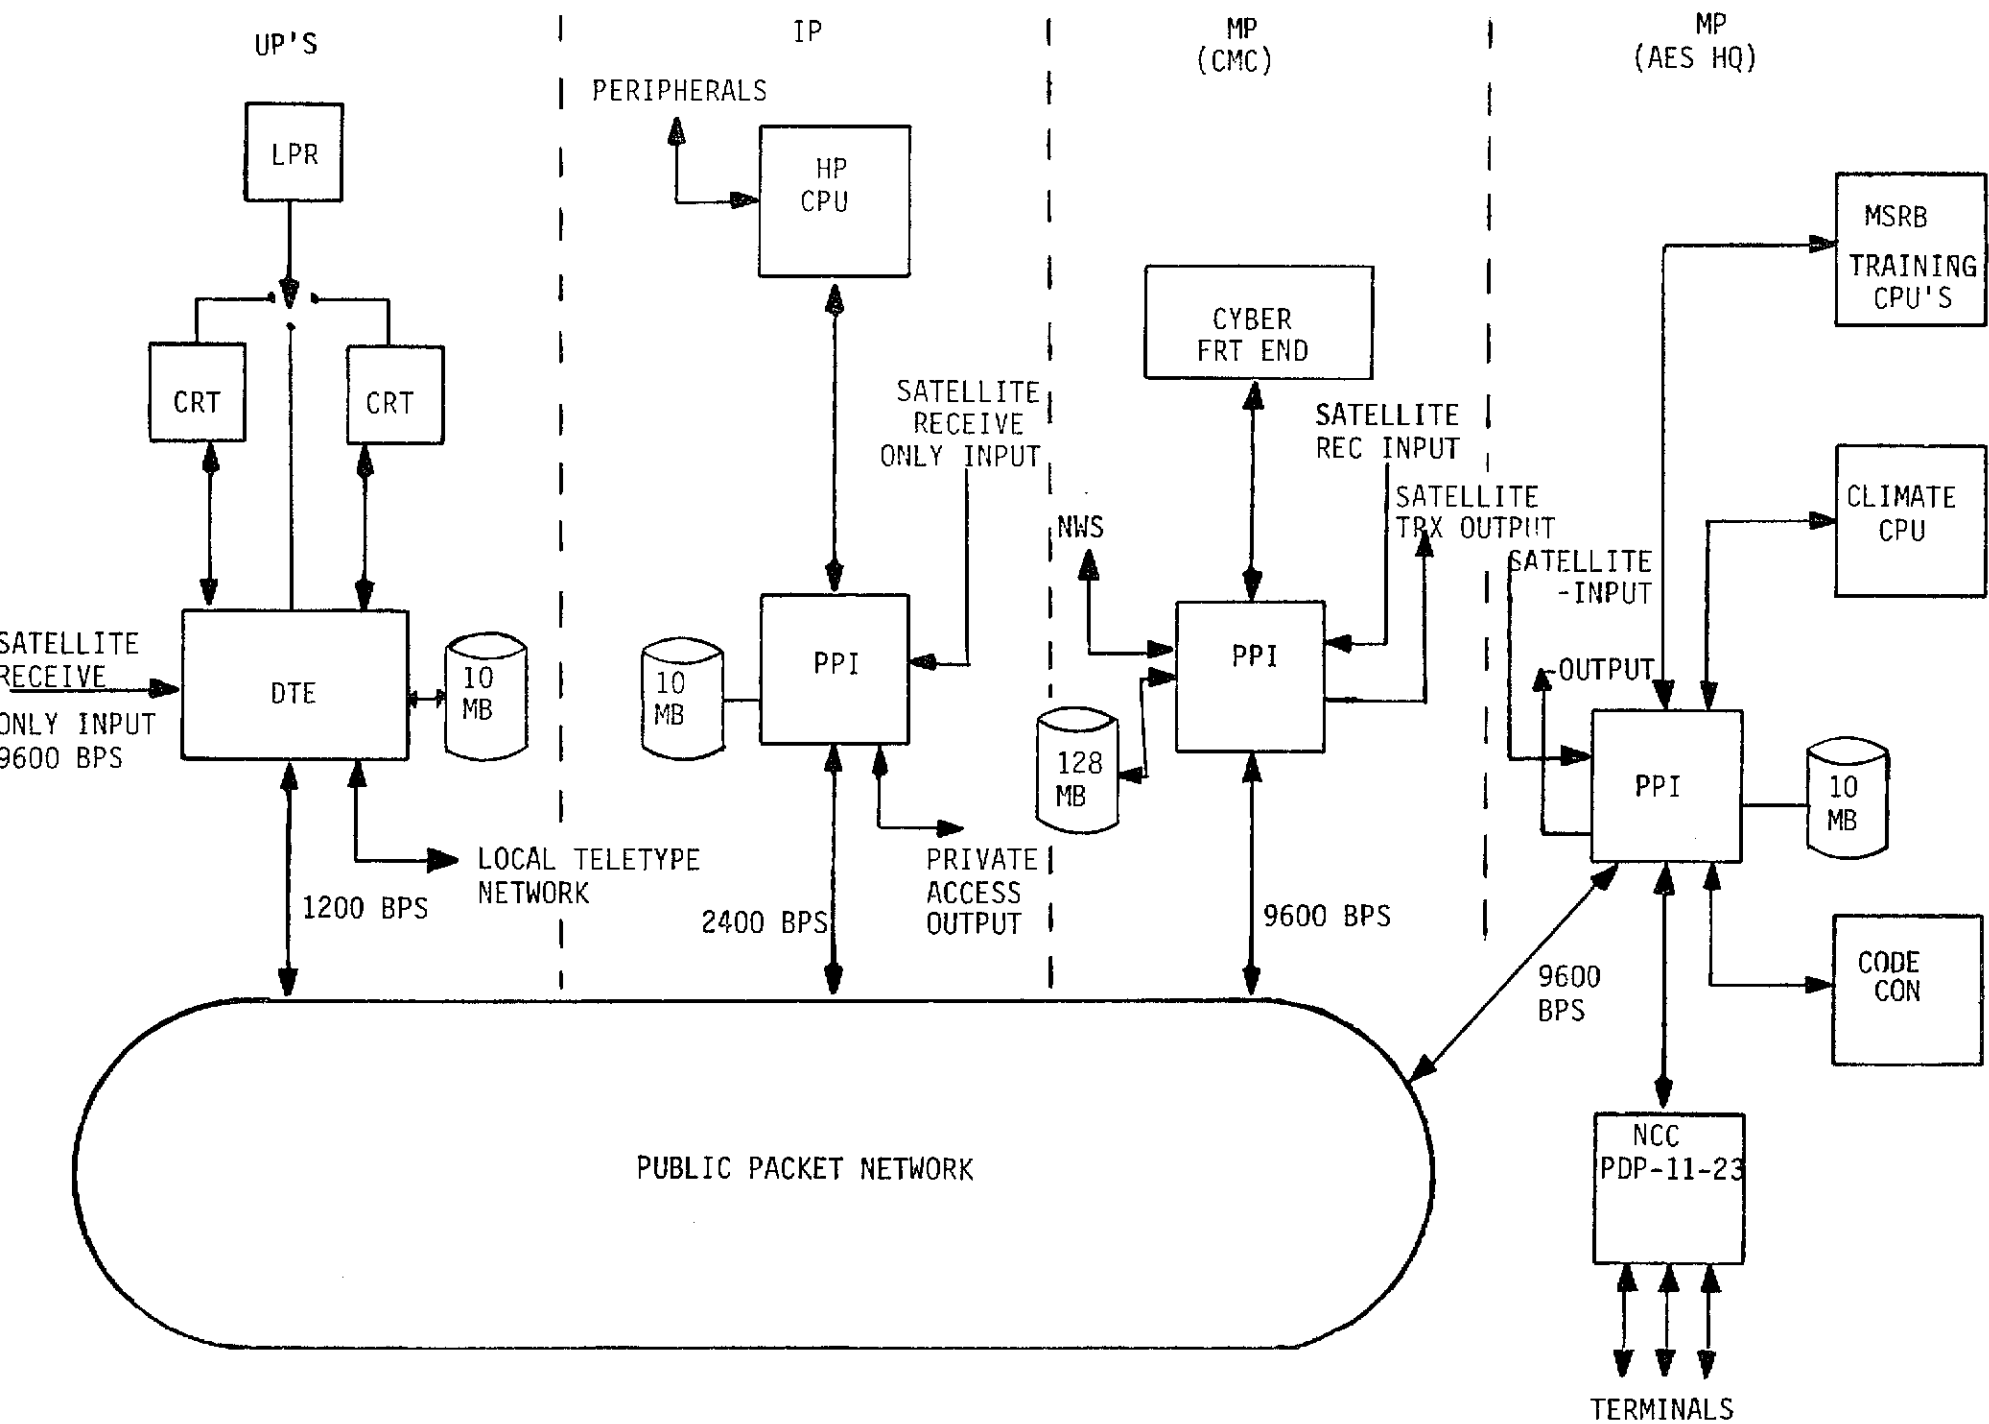 UP'S
IP
MP
(CMC)
MP
(AES HQ)
LPR
CRT
CRT
SATELLITE
RECEIVE
ONLY INPUT
9600 BPS
DTE
10
MB
1200 BPS
LOCAL TELETYPE
NETWORK
PERIPHERALS
HP
CPU
SATELLITE
RECEIVE
ONLY INPUT
10
MB
PPI
2400 BPS
PRIVATE
ACCESS
OUTPUT
CYBER
FRT END
SATELLITE
REC INPUT
SATELLITE
TRX OUTPUT
NWS
PPI
128
MB
9600 BPS
MSRB
TRAINING
CPU'S
CLIMATE
CPU
SATELLITE
-INPUT
-OUTPUT
PPI
10
MB
9600
BPS
CODE
CON
NCC
PDP-11-23
TERMINALS
PUBLIC PACKET NETWORK